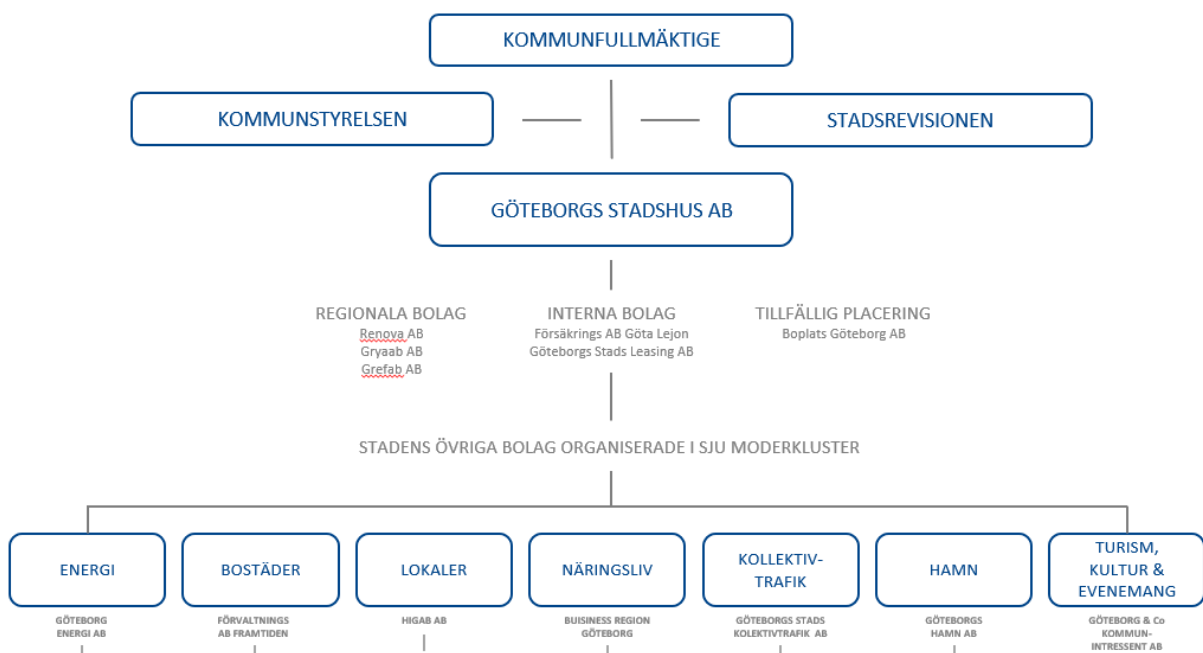 KOMMUNFULLMÄKTIGE
KOMMUNSTYRELSEN
STADSREVISIONEN
GÖTEBORGS STADSHUS AB
REGIONALA BOLAG
Renova AB
Gryaab AB
Grefab AB
INTERNA BOLAG
Försäkrings AB Göta Lejon
Göteborgs Stads Leasing AB
TILLFÄLLIG PLACERING
Boplats Göteborg AB
STADENS ÖVRIGA BOLAG ORGANISERADE I SJU MODERKLUSTER
ENERGI
GÖTEBORG
ENERGI AB
BOSTÄDER
FÖRVALTNINGS
AB FRAMTIDEN
LOKALER
HIGAB AB
NÄRINGSLIV
BUISINESS REGION
GÖTEBORG
KOLLEKTIV-
TRAFIK
GÖTEBORGS STADS
KOLEKTIVTRAFIK AB
HAMN
GÖTEBORGS
HAMN AB
TURISM,
KULTUR &
EVENEMANG
GÖTEBORG & Co
KOMMUN-
INTRESSENT AB